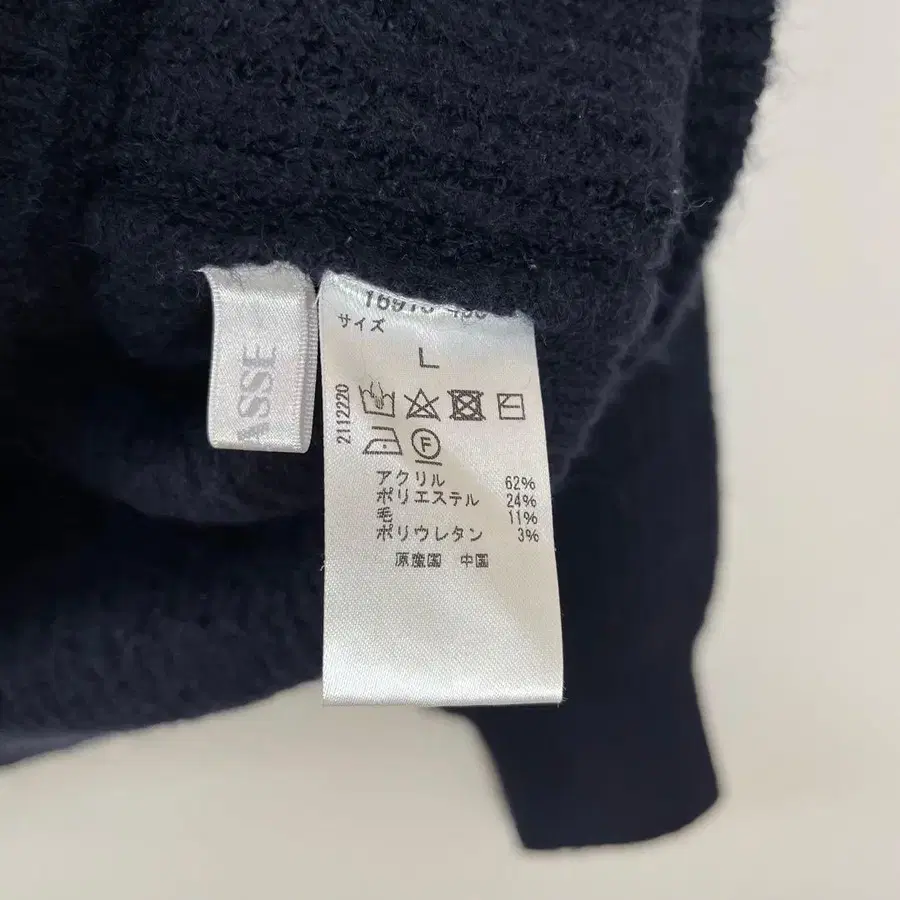 ASSE
サイズ
L
2112220
F
アクリル 62%
ポリエステル 24%
毛 11%
ポリウレタン 3%
原産国 中国